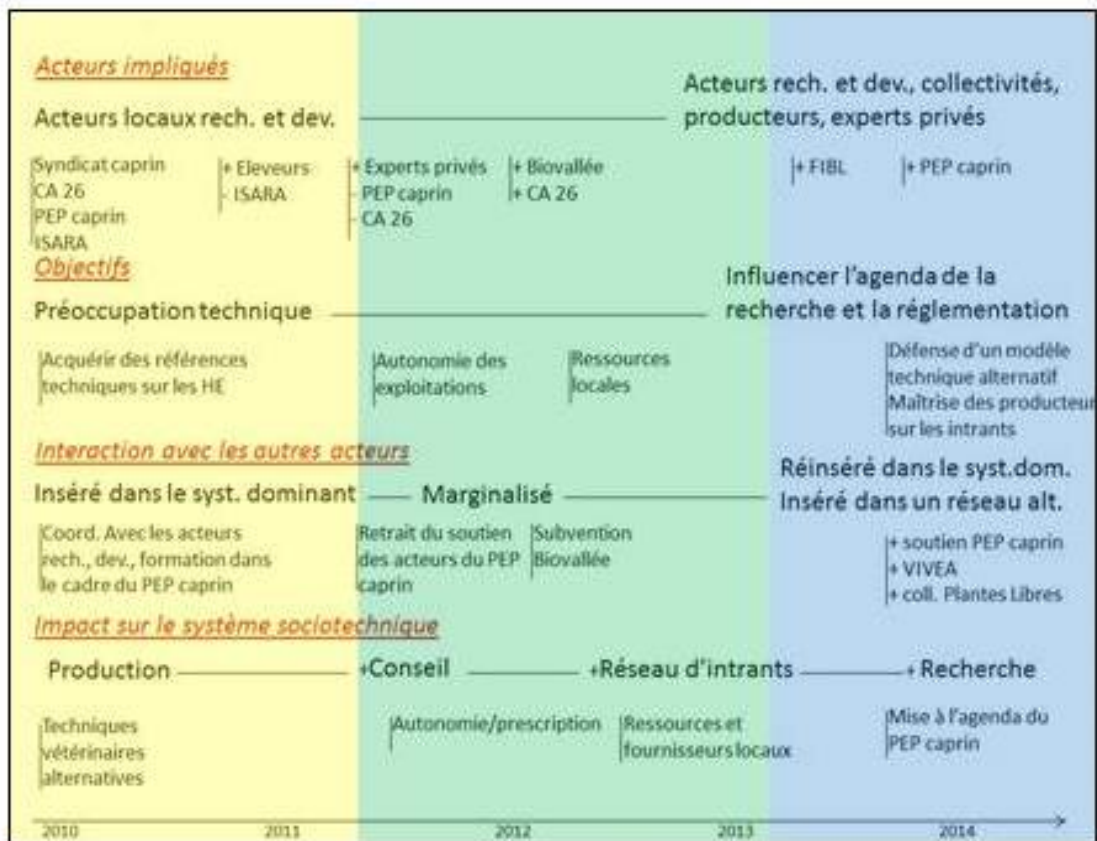 Acteurs impliqués
Acteurs rech. et dev., collectivités,
producteurs, experts privés
Acteurs locaux rech. et dev.
Syndicat caprin
CA 26
PEP caprin
ISARA
+ Eleveurs
- ISARA
+ Experts privés
- PEP caprin
- CA 26
+ Biovallée
+ CA 26
+ FIBL
+ PEP caprin
Objectifs
Influencer l'agenda de la
recherche et la réglementation
Préoccupation technique
Acquérir des références
techniques sur les HE
Autonomie des
exploitations
Ressources
locales
Défense d'un modèle
technique alternatif
Maîtrise des producteur
sur les intrants
Interaction avec les autres acteurs
Réinséré dans le syst.dom.
Inséré dans un réseau alt.
Inséré dans le syst. dominant
Marginalisé
Coord. Avec les acteurs
rech., dev., formation dans
le cadre du PEP caprin
Retrait du soutien
des acteurs du PEP
caprin
Subvention
Biovallée
+ soutien PEP caprin
+ VIVEA
+ coll. Plantes Libres
Impact sur le système sociotechnique
Production
+Conseil
+Réseau d'intrants
+ Recherche
Techniques
vétérinaires
alternatives
Autonomie/prescription
Ressources et
fournisseurs locaux
Mise à l'agenda du
PEP caprin
2010
2011
2012
2013
2014